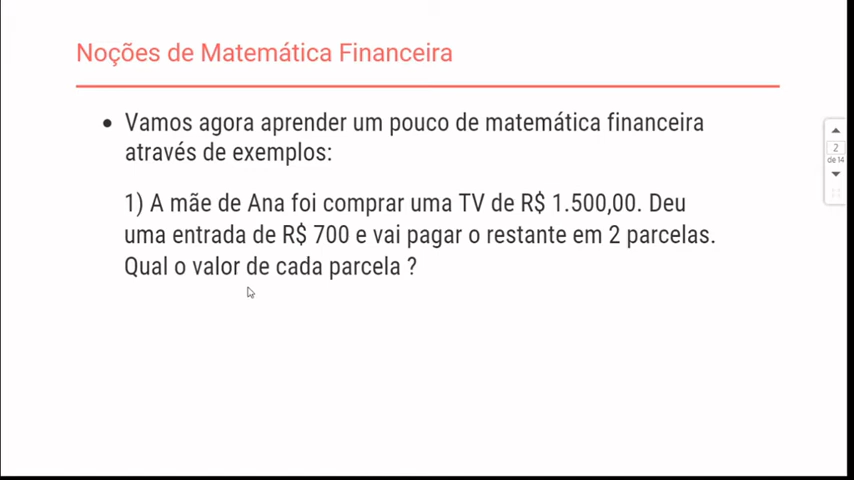 Noções de Matemática Financeira
• Vamos agora aprender um pouco de matemática financeira
através de exemplos:
1) A mãe de Ana foi comprar uma TV de R$ 1.500,00. Deu
uma entrada de R$ 700 e vai pagar o restante em 2 parcelas.
Qual o valor de cada parcela ?
2
de 14